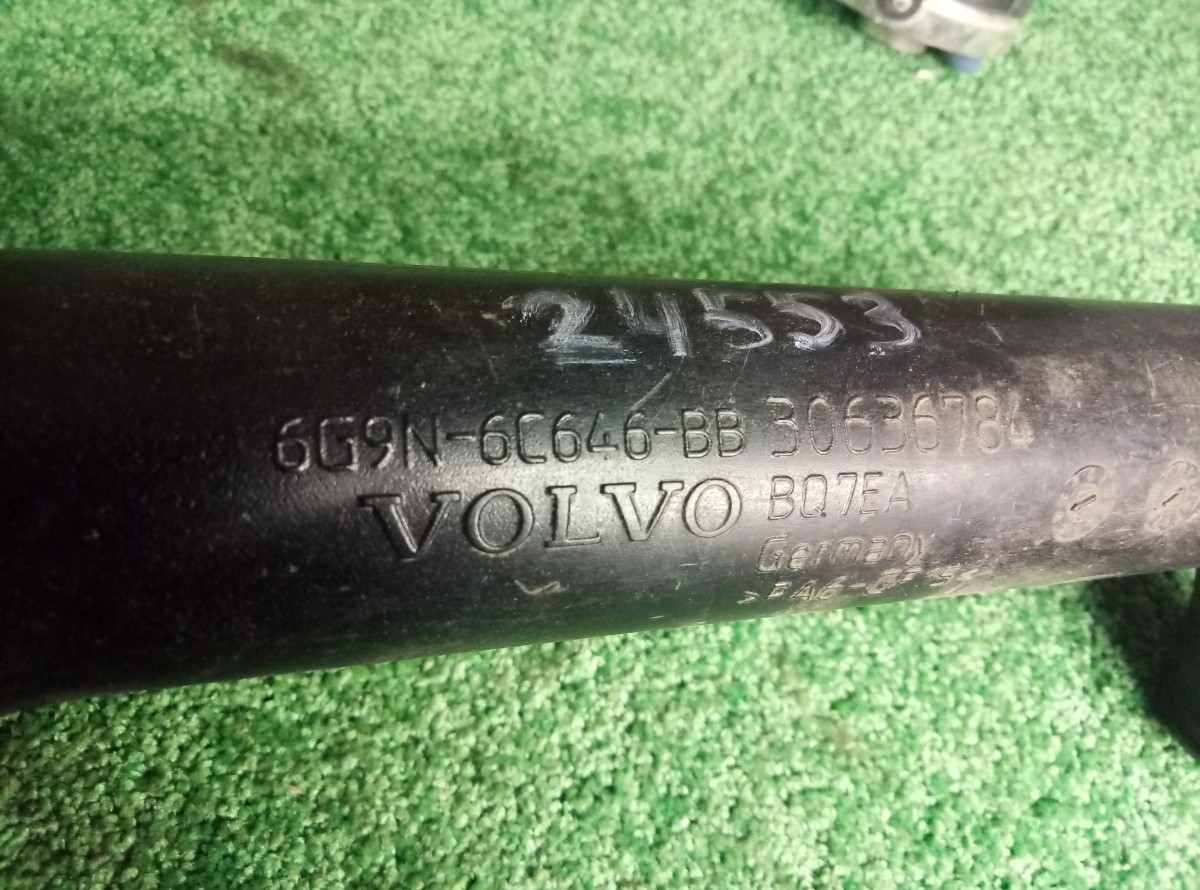 24553
6G9N-6C646-BB 30636784
VOLVO BQ7EA
Germany